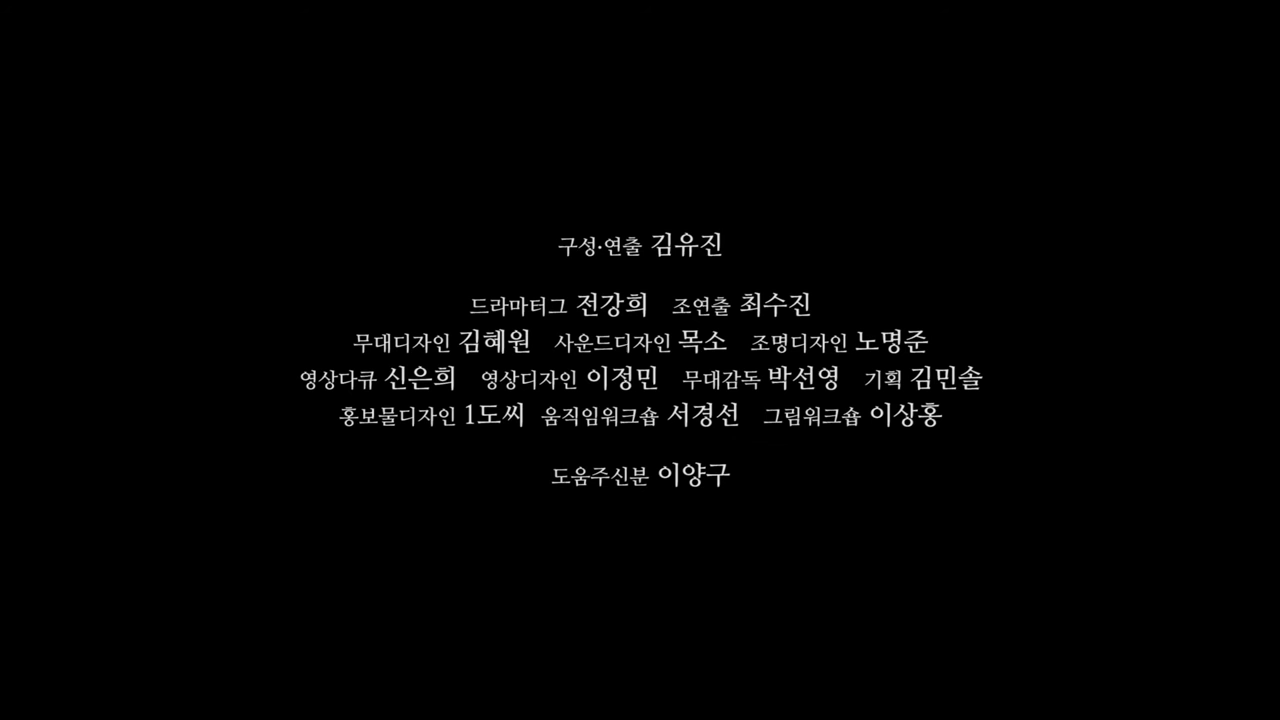 구성·연출 김유진
드라마터그 전강희 조연출 최수진
무대디자인 김혜원 사운드디자인 목소 조명디자인 노명준
영상다큐 신은희 영상디자인 이정민 무대감독 박선영 기획 김민솔
홍보물디자인 1도씨 움직임워크숍 서경선 그림워크숍 이상홍
도움주신분 이양구